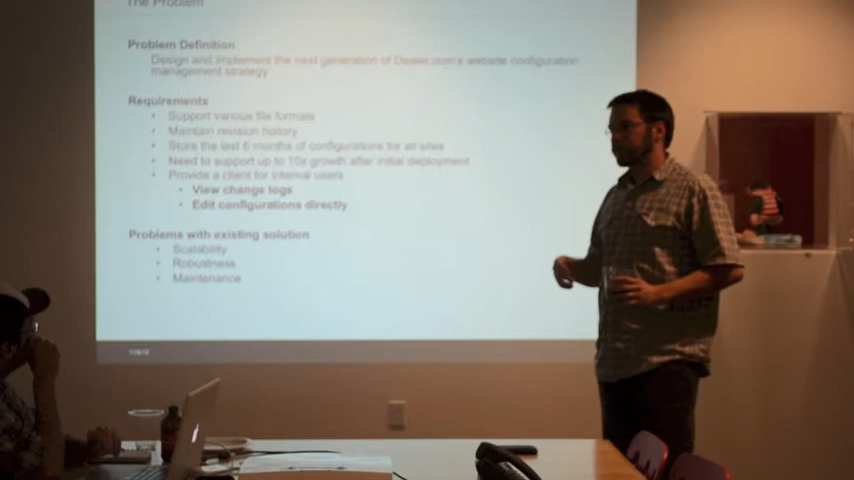 The Problem
Problem Definition
Design and implement the next generation of Dealer.com's website configuration
management strategy
Requirements
• Support various file formats
• Maintain revision history
• Store the last 6 months of configurations for all sites
• Need to support up to 10x growth after initial deployment
• Provide a client for internal users
• View change logs
• Edit configurations directly
Problems with existing solution
• Scalability
• Robustness
• Maintenance